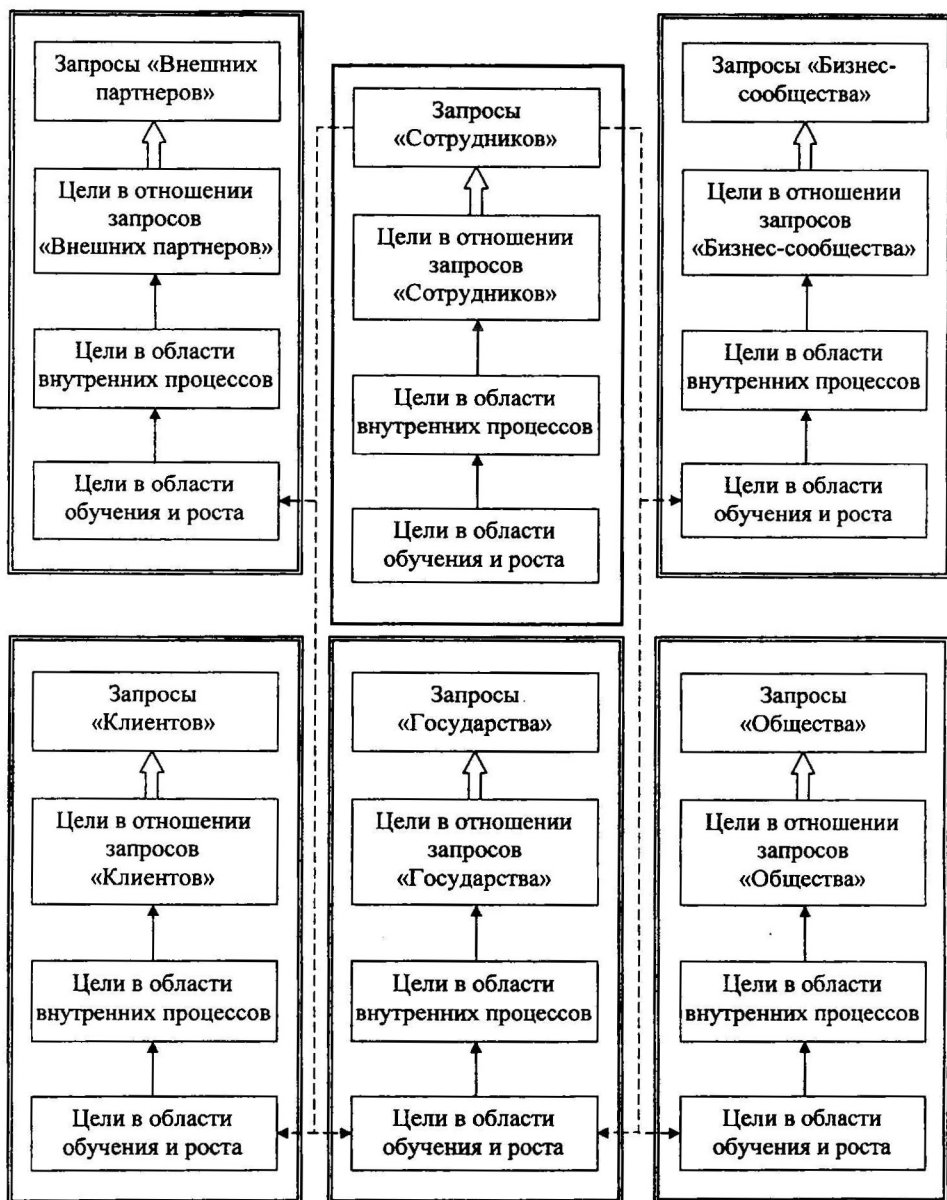 Запросы «Внешних
партнеров»
Цели в отношении
запросов
«Внешних партнеров»
Цели в области
внутренних процессов
Цели в области
обучения и роста
Запросы
«Сотрудников»
Цели в отношении
запросов
«Сотрудников»
Цели в области
внутренних процессов
Цели в области
обучения и роста
Запросы «Бизнес-
сообщества»
Цели в отношении
запросов
«Бизнес-сообщества»
Цели в области
внутренних процессов
Цели в области
обучения и роста
Запросы
«Клиентов»
Цели в отношении
запросов
«Клиентов»
Цели в области
внутренних процессов
Цели в области
обучения и роста
Запросы
«Государства»
Цели в отношении
запросов
«Государства»
Цели в области
внутренних процессов
Цели в области
обучения и роста
Запросы
«Общества»
Цели в отношении
запросов
«Общества»
Цели в области
внутренних процессов
Цели в области
обучения и роста